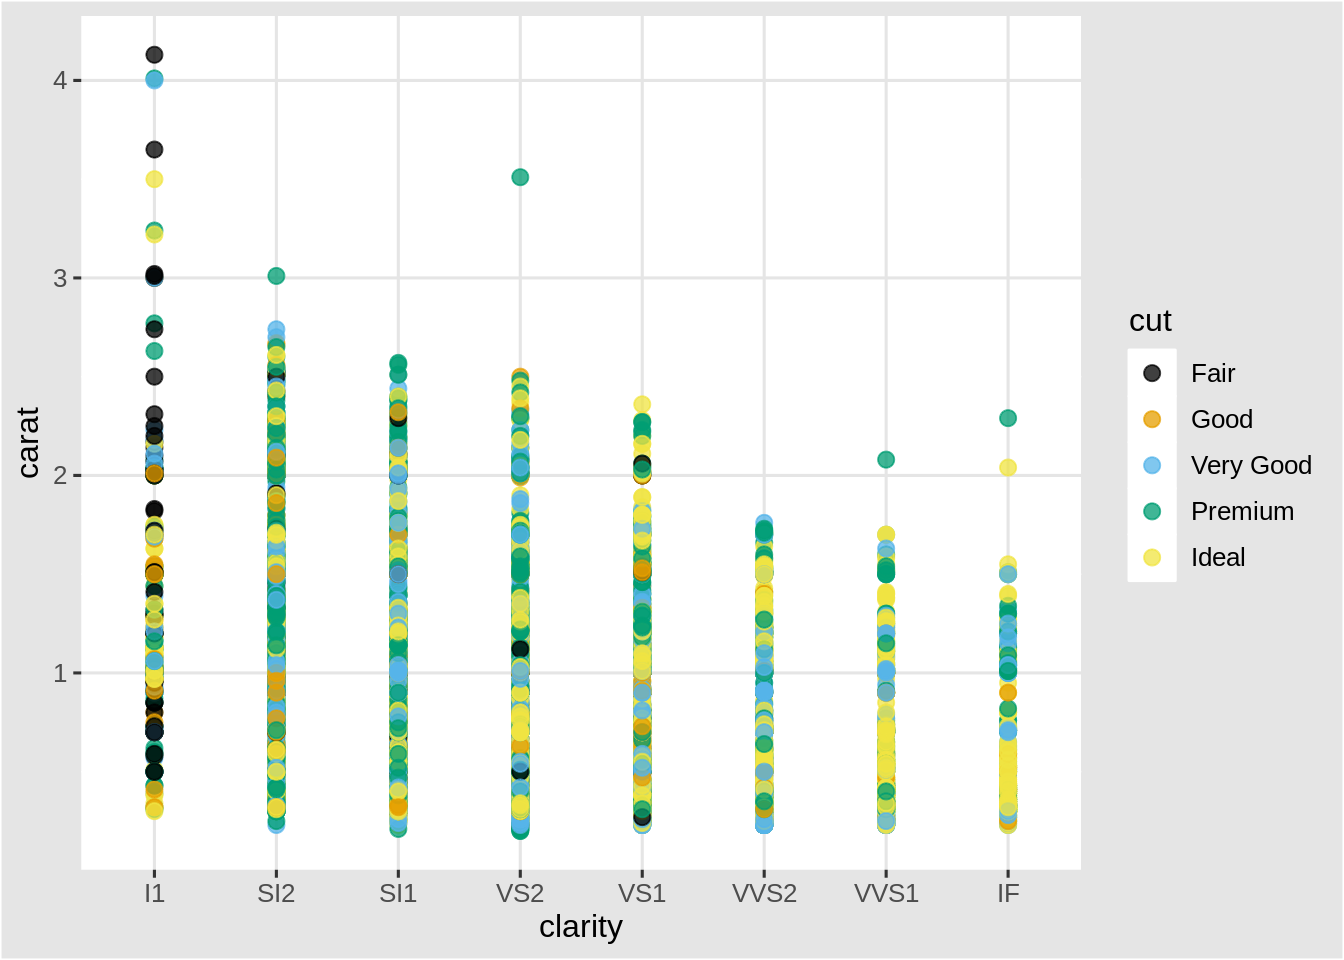 4
3
2
1
carat
I1 SI2 SI1 VS2 VS1 VVS2 VVS1 IF
clarity
cut
Fair
Good
Very Good
Premium
Ideal